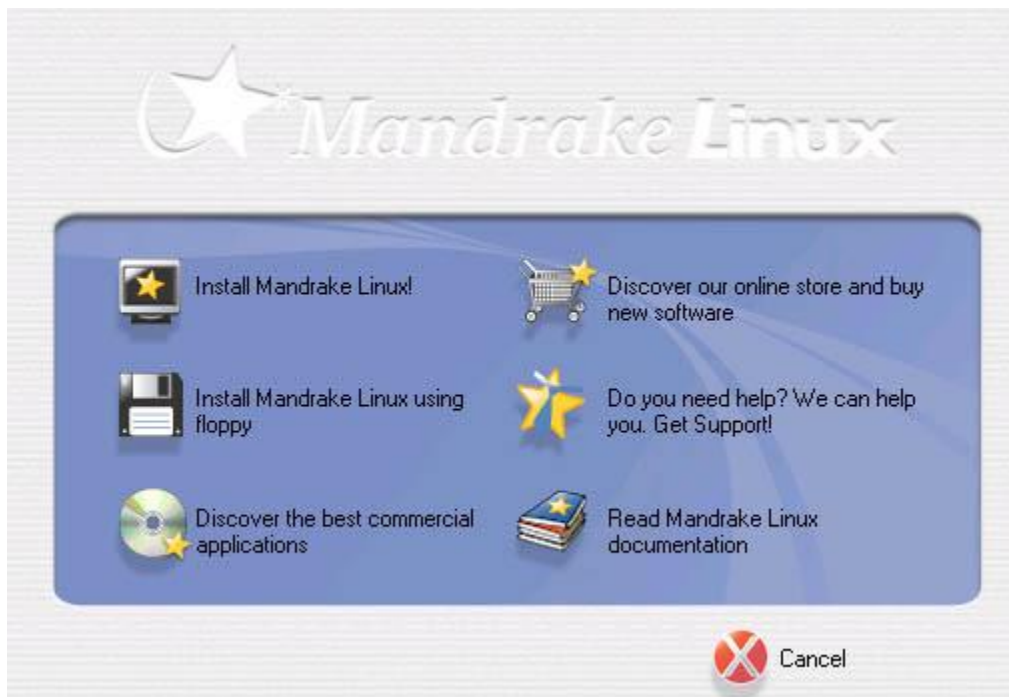 Mandrake Linux
Install Mandrake Linux!
Install Mandrake Linux using
floppy
Discover the best commercial
applications
Discover our online store and buy
new software
Do you need help? We can help
you. Get Support!
Read Mandrake Linux
documentation
Cancel